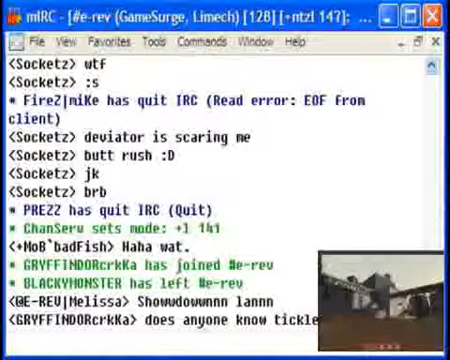 mIRC - [#e-rev (GameSurge, Limech) [128] [+ntzl 147]: ...
File View Favorites Tools Commands Window Help
<Socketz> wtf
<Socketz> :s
* FireZ|miKe has quit IRC (Read error: EOF from
client)
<Socketz> deviator is scaring me
<Socketz> butt rush :D
<Socketz> jk
<Socketz> brb
* PREZZ has quit IRC (Quit)
* ChanServ sets mode: +l 141
<+MoB`badFish> Haha wat.
* GRYFFINDORcrkKa has joined #e-rev
* BLACKYMONSTER has left #e-rev
<@E-REV|Melissa> Showwdowwnnn lannn
<GRYFFINDORcrkKa> does anyone know tickle